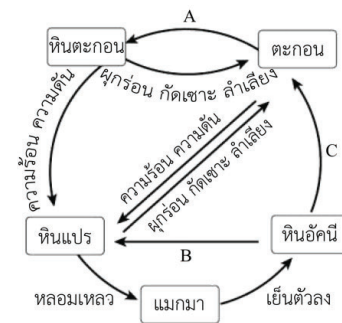 A
หินตะกอน
ตะกอน
ผุกร่อน กัดเซาะ ลำเลียง
ความร้อน ความดัน
ความร้อน ความดัน
ผุกร่อน กัดเซาะ ลำเลียง
C
หินแปร
B
หินอัคนี
หลอมเหลว
แมกมา
เย็นตัวลง